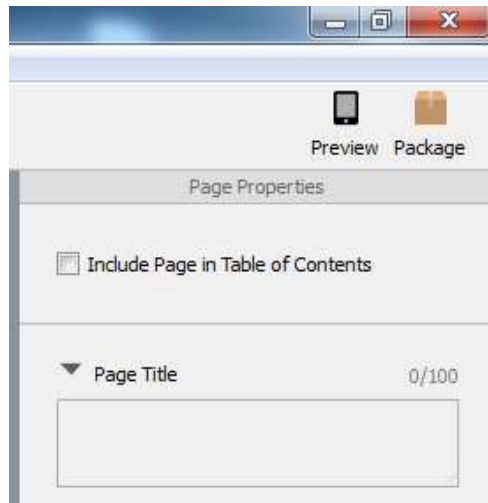 Preview Package
Page Properties
Include Page in Table of Contents
Page Title 0/100